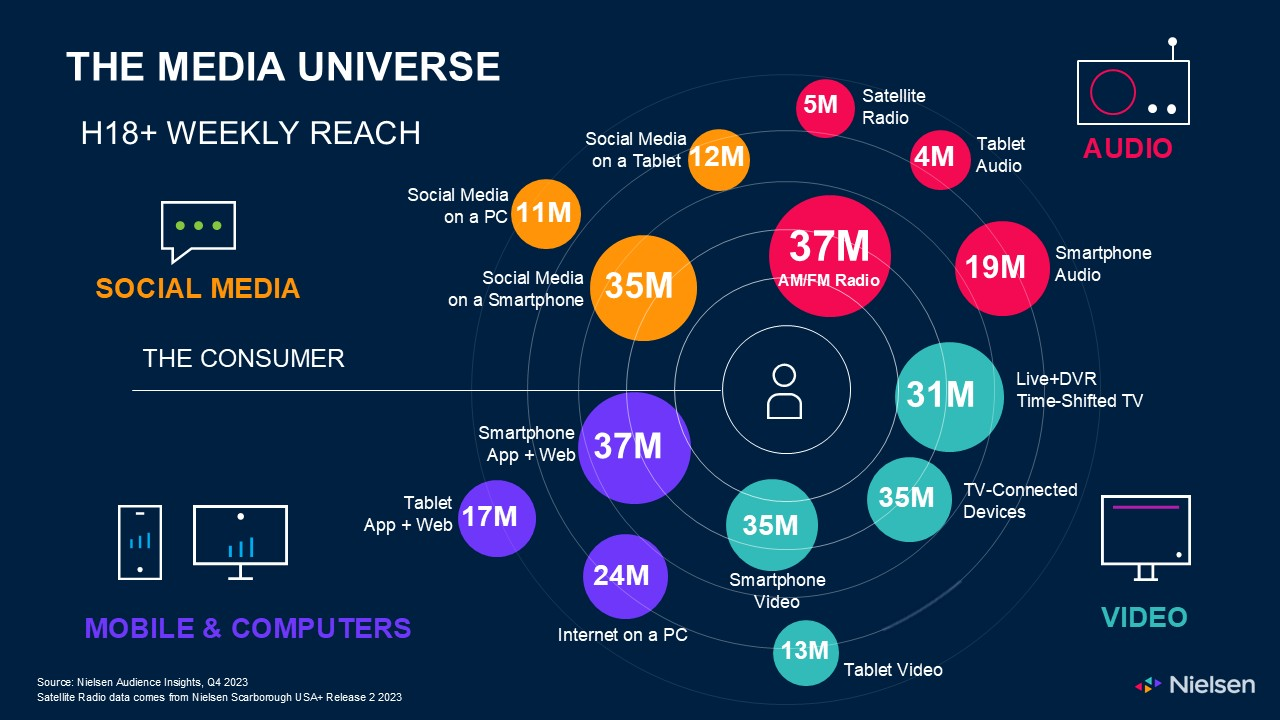 THE MEDIA UNIVERSE
H18+ WEEKLY REACH
SOCIAL MEDIA
Social Media
on a Tablet
12M
Social Media
on a PC
11M
Social Media
on a Smartphone
35M
AUDIO
5M
Satellite
Radio
4M
Tablet
Audio
37M
AM/FM Radio
19M
Smartphone
Audio
THE CONSUMER
31M
Live+DVR
Time-Shifted TV
35M
TV-Connected
Devices
35M
Smartphone
Video
13M
Tablet Video
VIDEO
Smartphone
App + Web
37M
Tablet
App + Web
17M
24M
Internet on a PC
MOBILE & COMPUTERS
Source: Nielsen Audience Insights, Q4 2023
Satellite Radio data comes from Nielsen Scarborough USA+ Release 2 2023
Nielsen